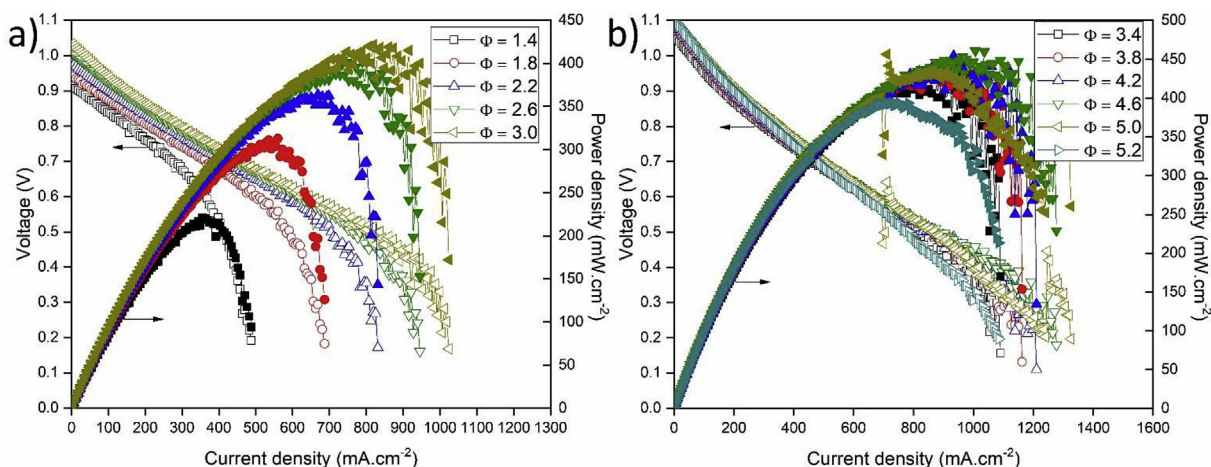 a)
1.1
1.0
0.9
0.8
0.7
0.6
0.5
0.4
0.3
0.2
0.1
0.0
Voltage (V)
0 100 200 300 400 500 600 700 800 900 1000 1100 1200 1300
Current density (mA.cm⁻²)
450
400
350
300
250
200
150
100
50
0
Power density (mW.cm⁻²)
Φ = 1.4
Φ = 1.8
Φ = 2.2
Φ = 2.6
Φ = 3.0
b)
1.1
1.0
0.9
0.8
0.7
0.6
0.5
0.4
0.3
0.2
0.1
0.0
Voltage (V)
0 200 400 600 800 1000 1200 1400 1600
Current density (mA.cm⁻²)
500
450
400
350
300
250
200
150
100
50
0
Power density (mW.cm⁻²)
Φ = 3.4
Φ = 3.8
Φ = 4.2
Φ = 4.6
Φ = 5.0
Φ = 5.2